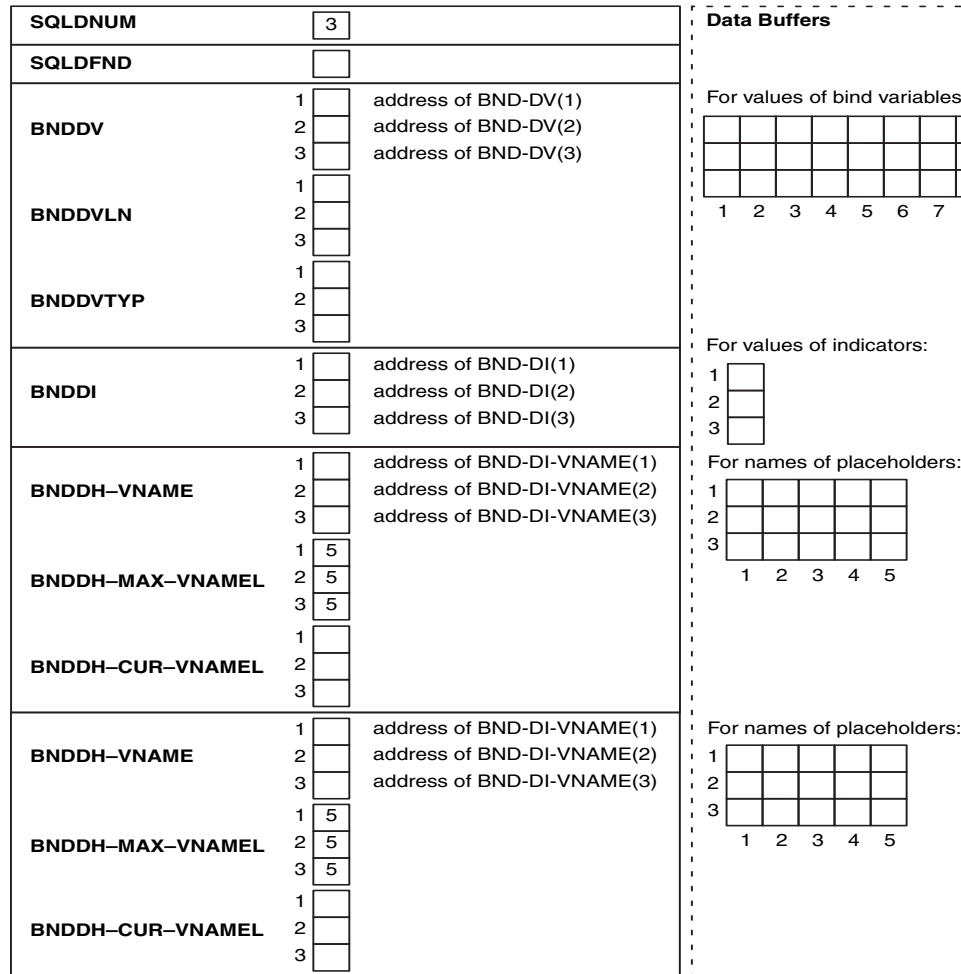 SQLDNUM 3
SQLDFND
BNDDV
1 address of BND-DV(1)
2 address of BND-DV(2)
3 address of BND-DV(3)
BNDDVLN
1
2
3
BNDDVTYP
1
2
3
BNDDI
1 address of BND-DI(1)
2 address of BND-DI(2)
3 address of BND-DI(3)
BNDDH–VNAME
1 address of BND-DI-VNAME(1)
2 address of BND-DI-VNAME(2)
3 address of BND-DI-VNAME(3)
BNDDH–MAX–VNAMEL
1 5
2 5
3 5
BNDDH–CUR–VNAMEL
1
2
3
BNDDH–VNAME
1 address of BND-DI-VNAME(1)
2 address of BND-DI-VNAME(2)
3 address of BND-DI-VNAME(3)
BNDDH–MAX–VNAMEL
1 5
2 5
3 5
BNDDH–CUR–VNAMEL
1
2
3
Data Buffers
For values of bind variables
1 2 3 4 5 6 7
For values of indicators:
1
2
3
For names of placeholders:
1
2
3
1 2 3 4 5
For names of placeholders:
1
2
3
1 2 3 4 5